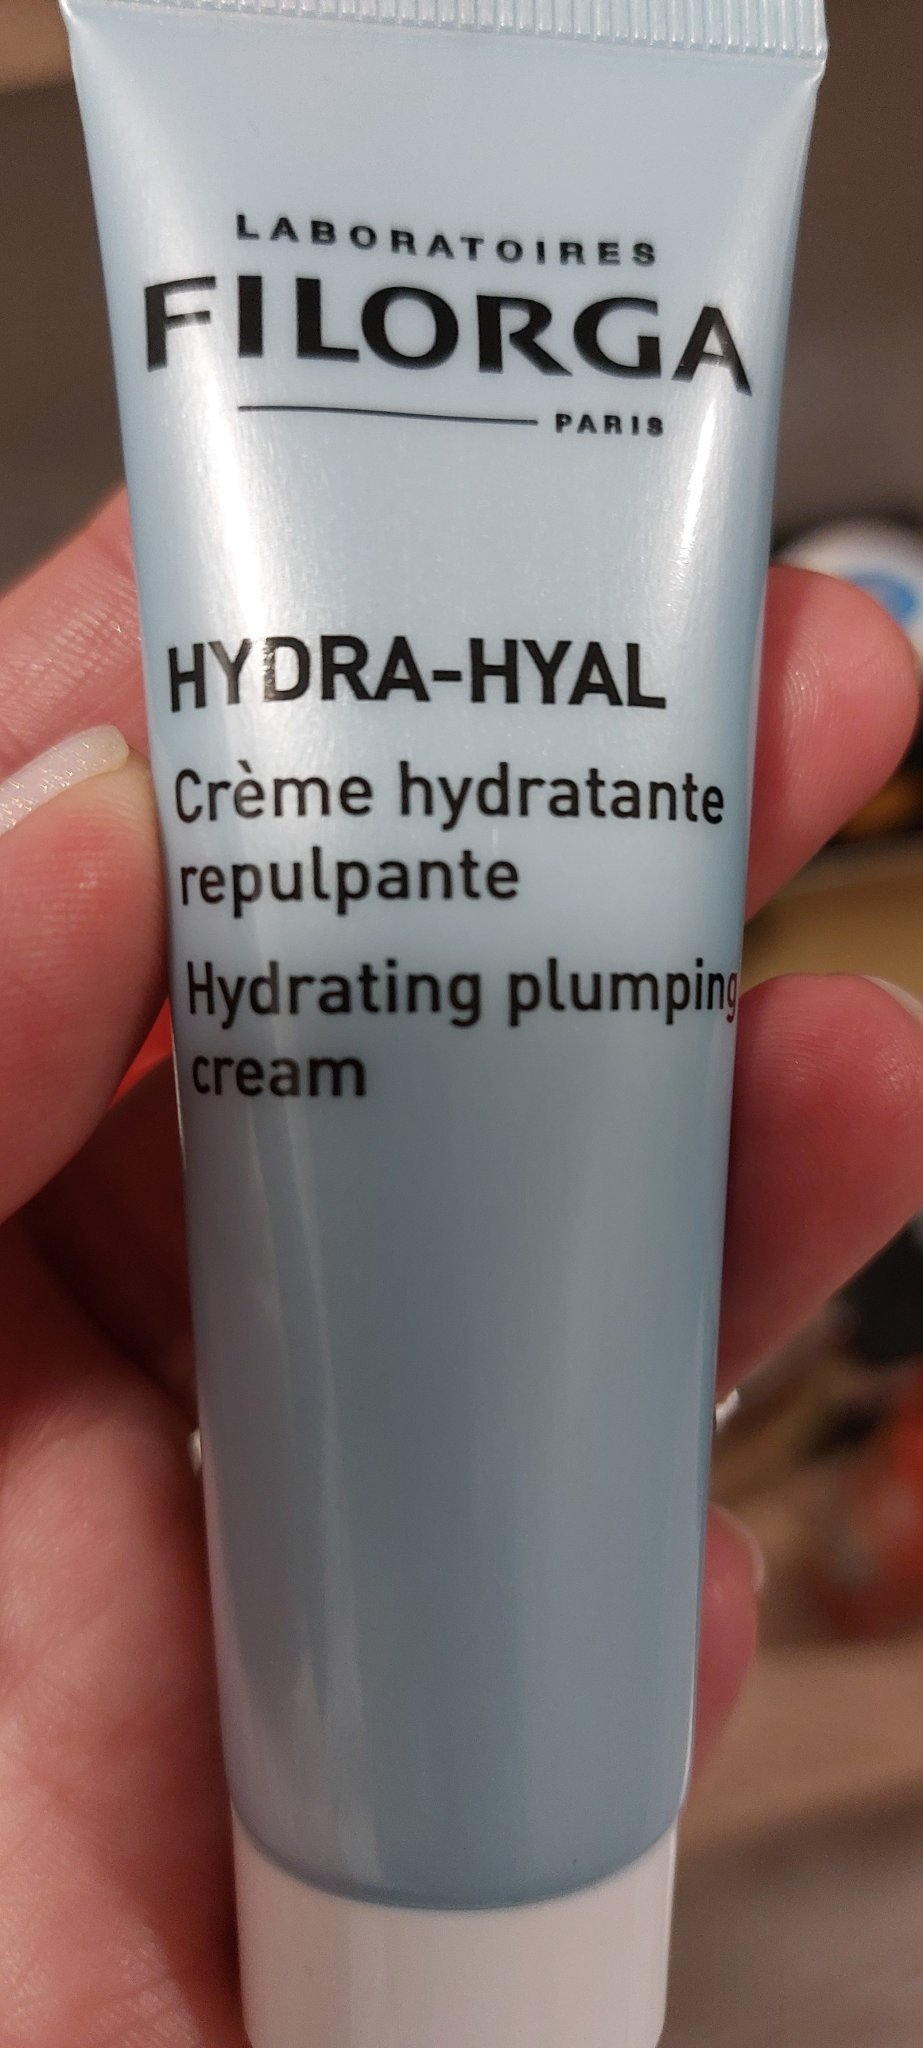 LABORATOIRES
FILORGA
PARIS
HYDRA-HYAL
Crème hydratante
repulpante
Hydrating plumping
cream